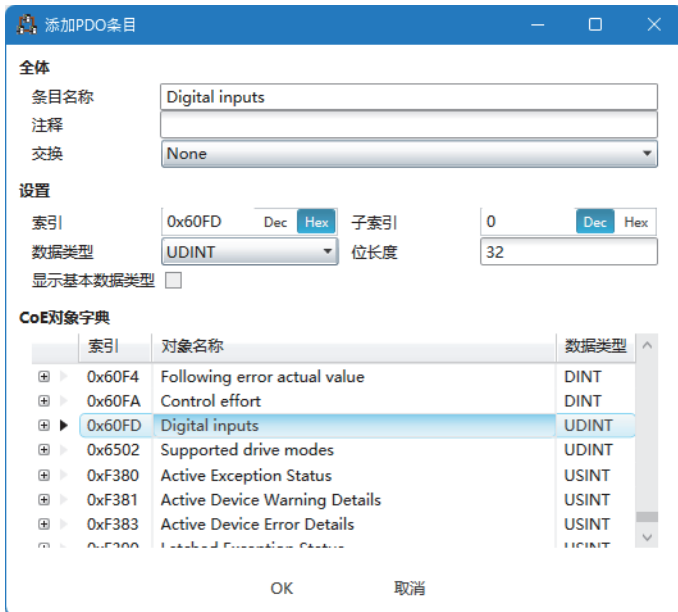 添加PDO条目
全体
条目名称 Digital inputs
注释
交换 None
设置
索引 0x60FD Dec Hex 子索引 0 Dec Hex
数据类型 UDINT 位长度 32
显示基本数据类型
CoE对象字典
索引 对象名称 数据类型
0x60F4 Following error actual value DINT
0x60FA Control effort DINT
0x60FD Digital inputs UDINT
0x6502 Supported drive modes UDINT
0xF380 Active Exception Status USINT
0xF381 Active Device Warning Details USINT
0xF383 Active Device Error Details USINT
OK 取消